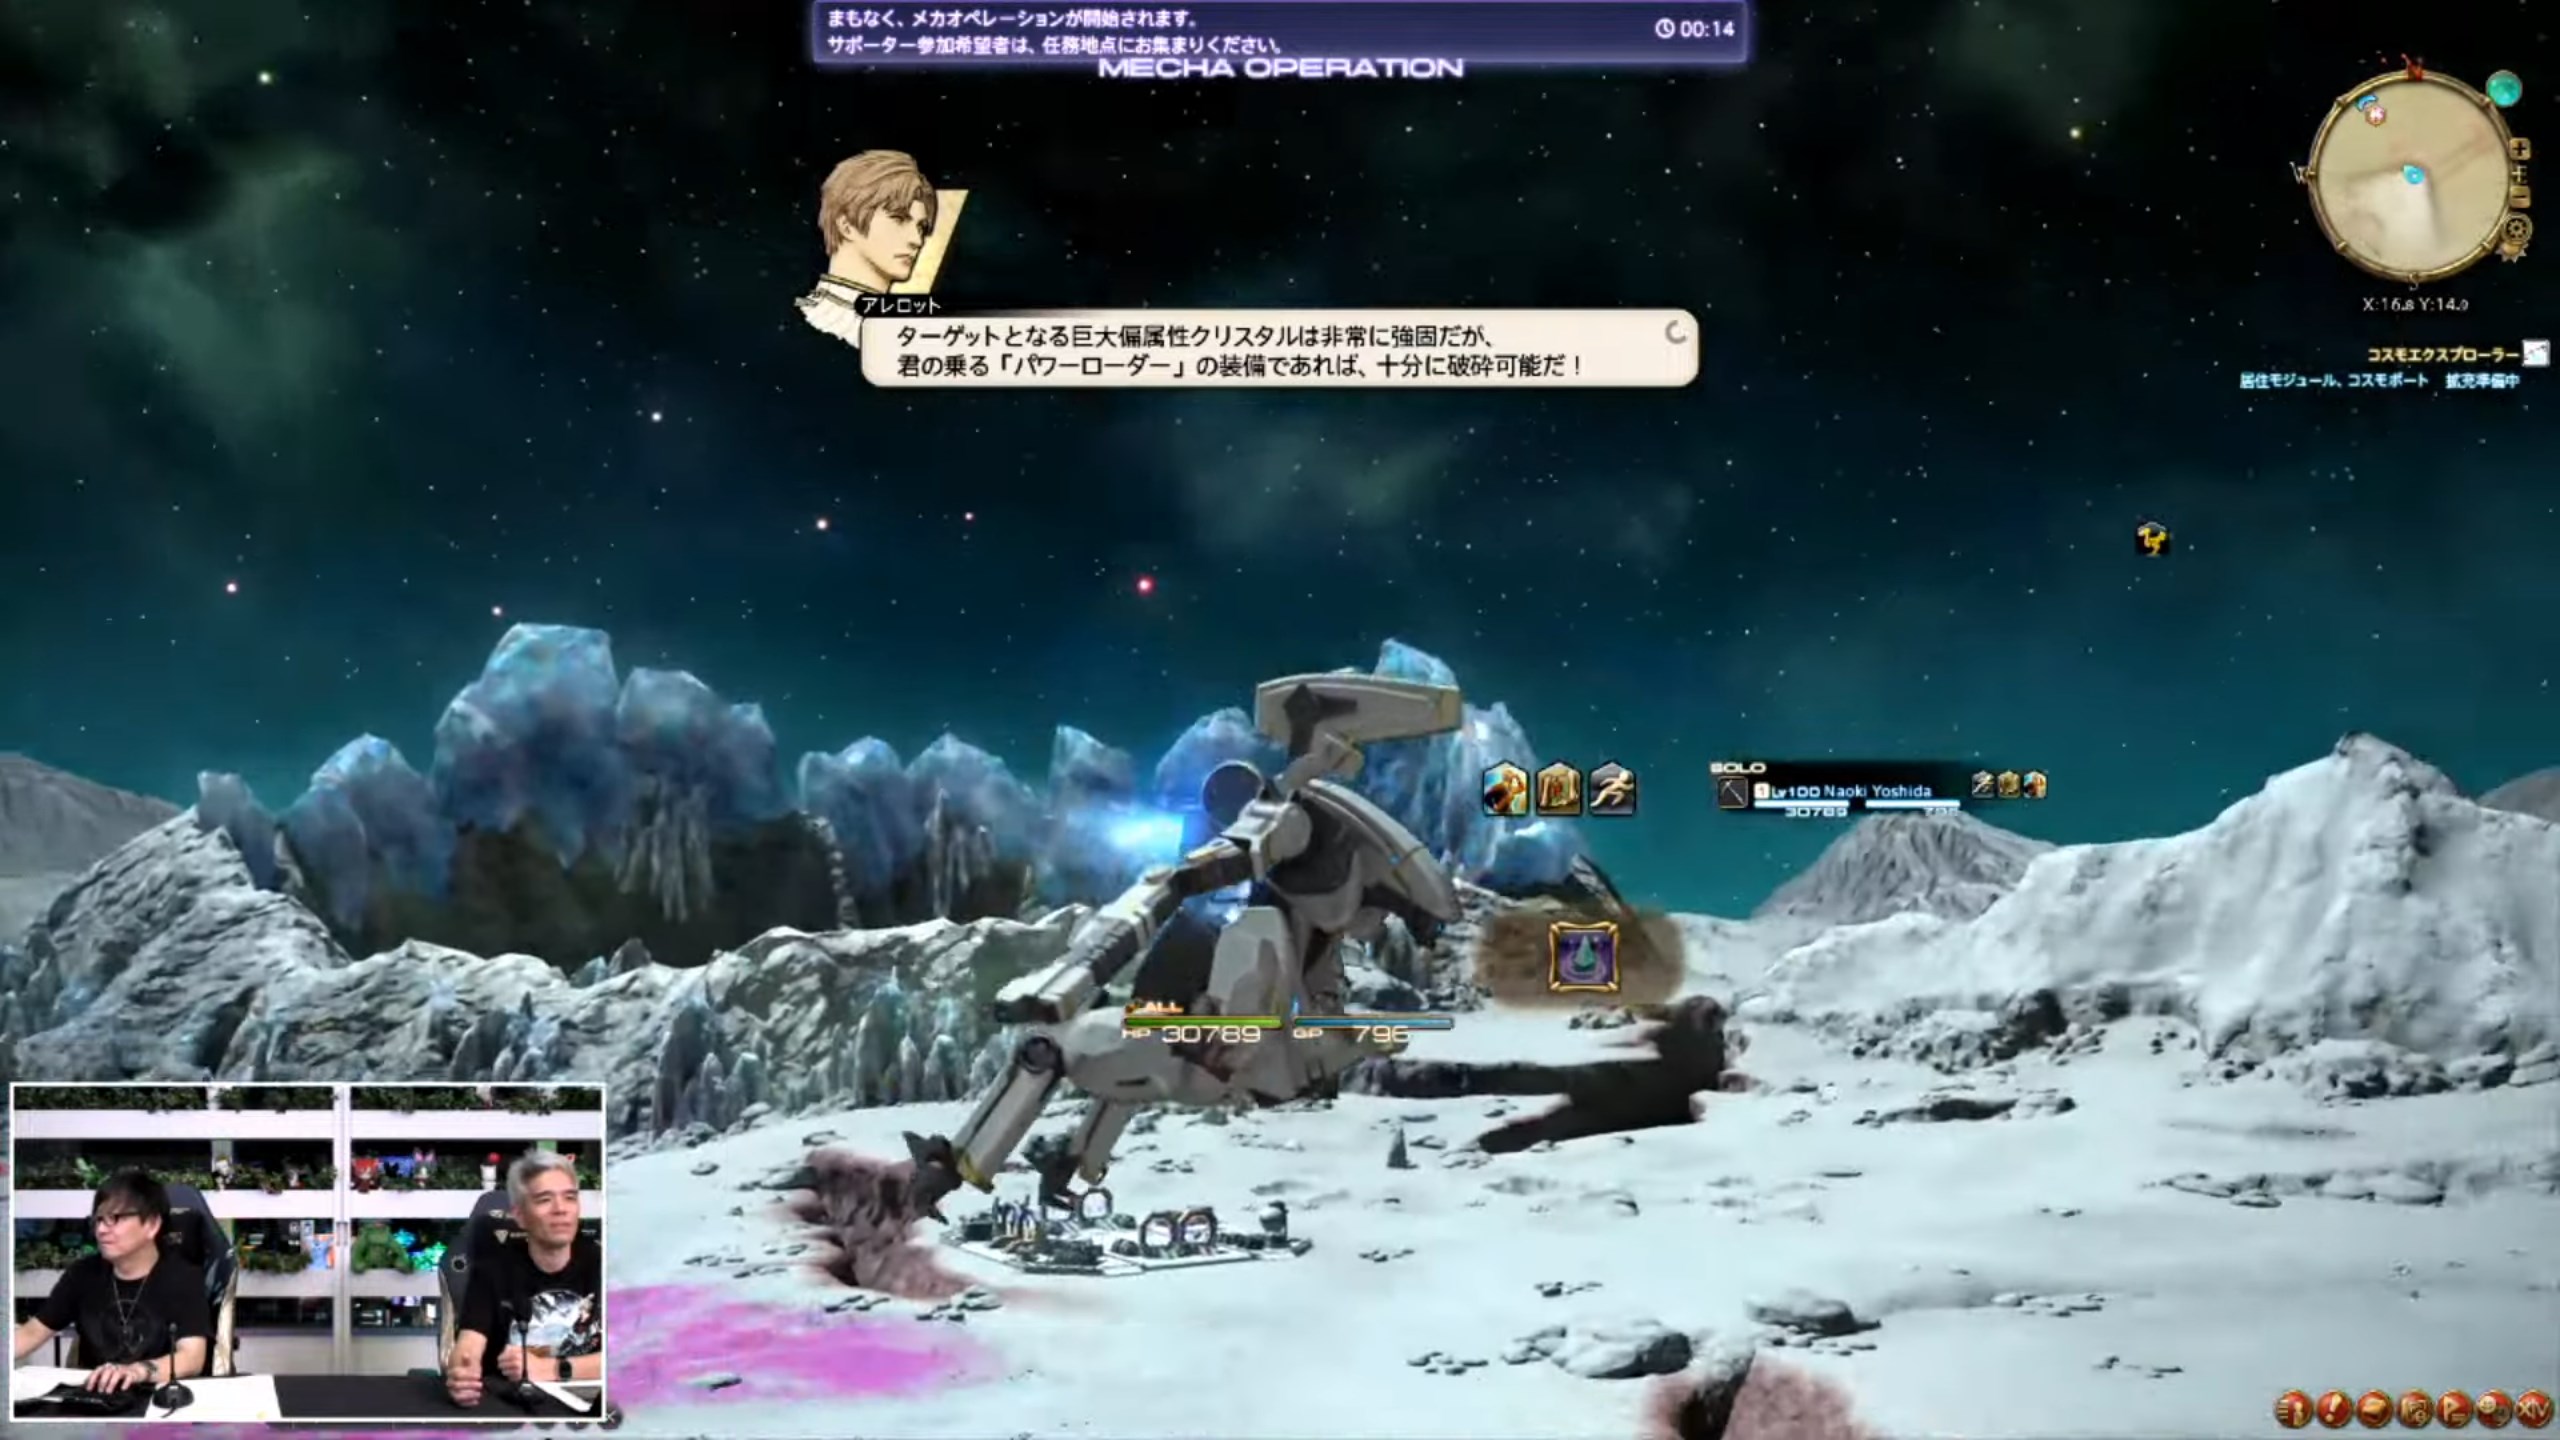 まもなく、メカオペレーションが開始されます。
サポーター参加希望者は、任務地点にお集まりください。
00:14
MECHA OPERATION
N
W
S
X:16.8 Y:14.0
アレロット
ターゲットとなる巨大偏属性クリスタルは非常に強固だが、
君の乗る「パワーローダー」の装備であれば、十分に破砕可能だ！
コスモエクスプローラー
居住モジュール、コスモポート 拡充準備中
SOLO
1 Lv100 Naoki Yoshida
30789 796
ALL
HP 30789 GP 796
XIV